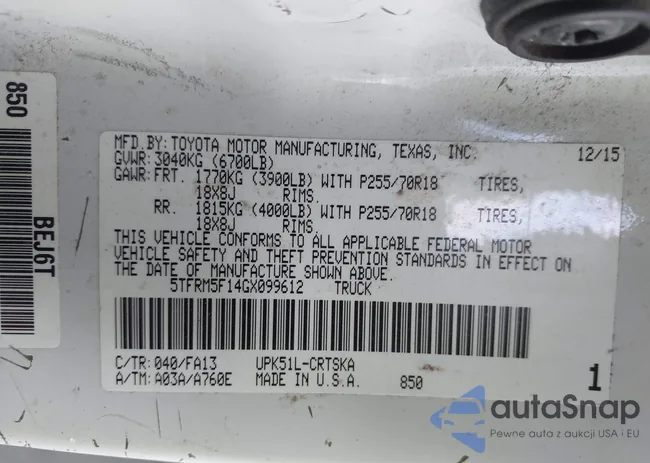 850
BEJ6T
MFD.BY:TOYOTA MOTOR MANUFACTURING, TEXAS, INC. 12/15
GVWR:3040KG (6700LB)
GAWR:FRT. 1770KG (3900LB) WITH P255/70R18 TIRES,
18X8J RIMS.
RR. 1815KG (4000LB) WITH P255/70R18 TIRES,
18X8J RIMS.
THIS VEHICLE CONFORMS TO ALL APPLICABLE FEDERAL MOTOR
VEHICLE SAFETY AND THEFT PREVENTION STANDARDS IN EFFECT ON
THE DATE OF MANUFACTURE SHOWN ABOVE.
5TFRM5F14GX099612 TRUCK
C/TR:040/FA13 UPK51L-CRTSKA
A/TM:A03A/A760E MADE IN U.S.A. 850 1
autaSnap
Pewne auta z aukcji USA i EU